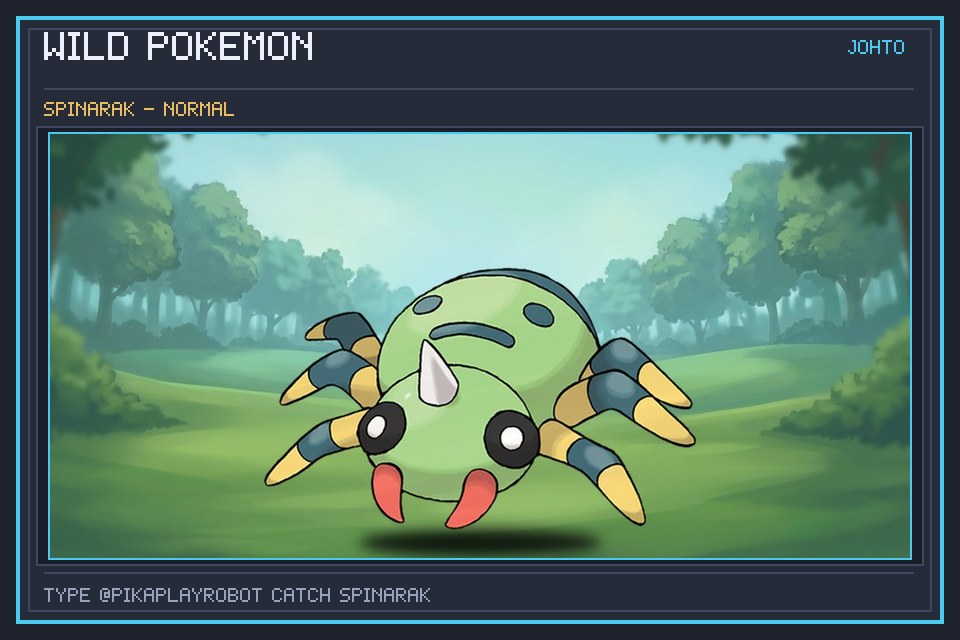 WILD POKEMON
JOHTO
SPINARAK - NORMAL
TYPE @PIKAPLAYROBOT CATCH SPINARAK